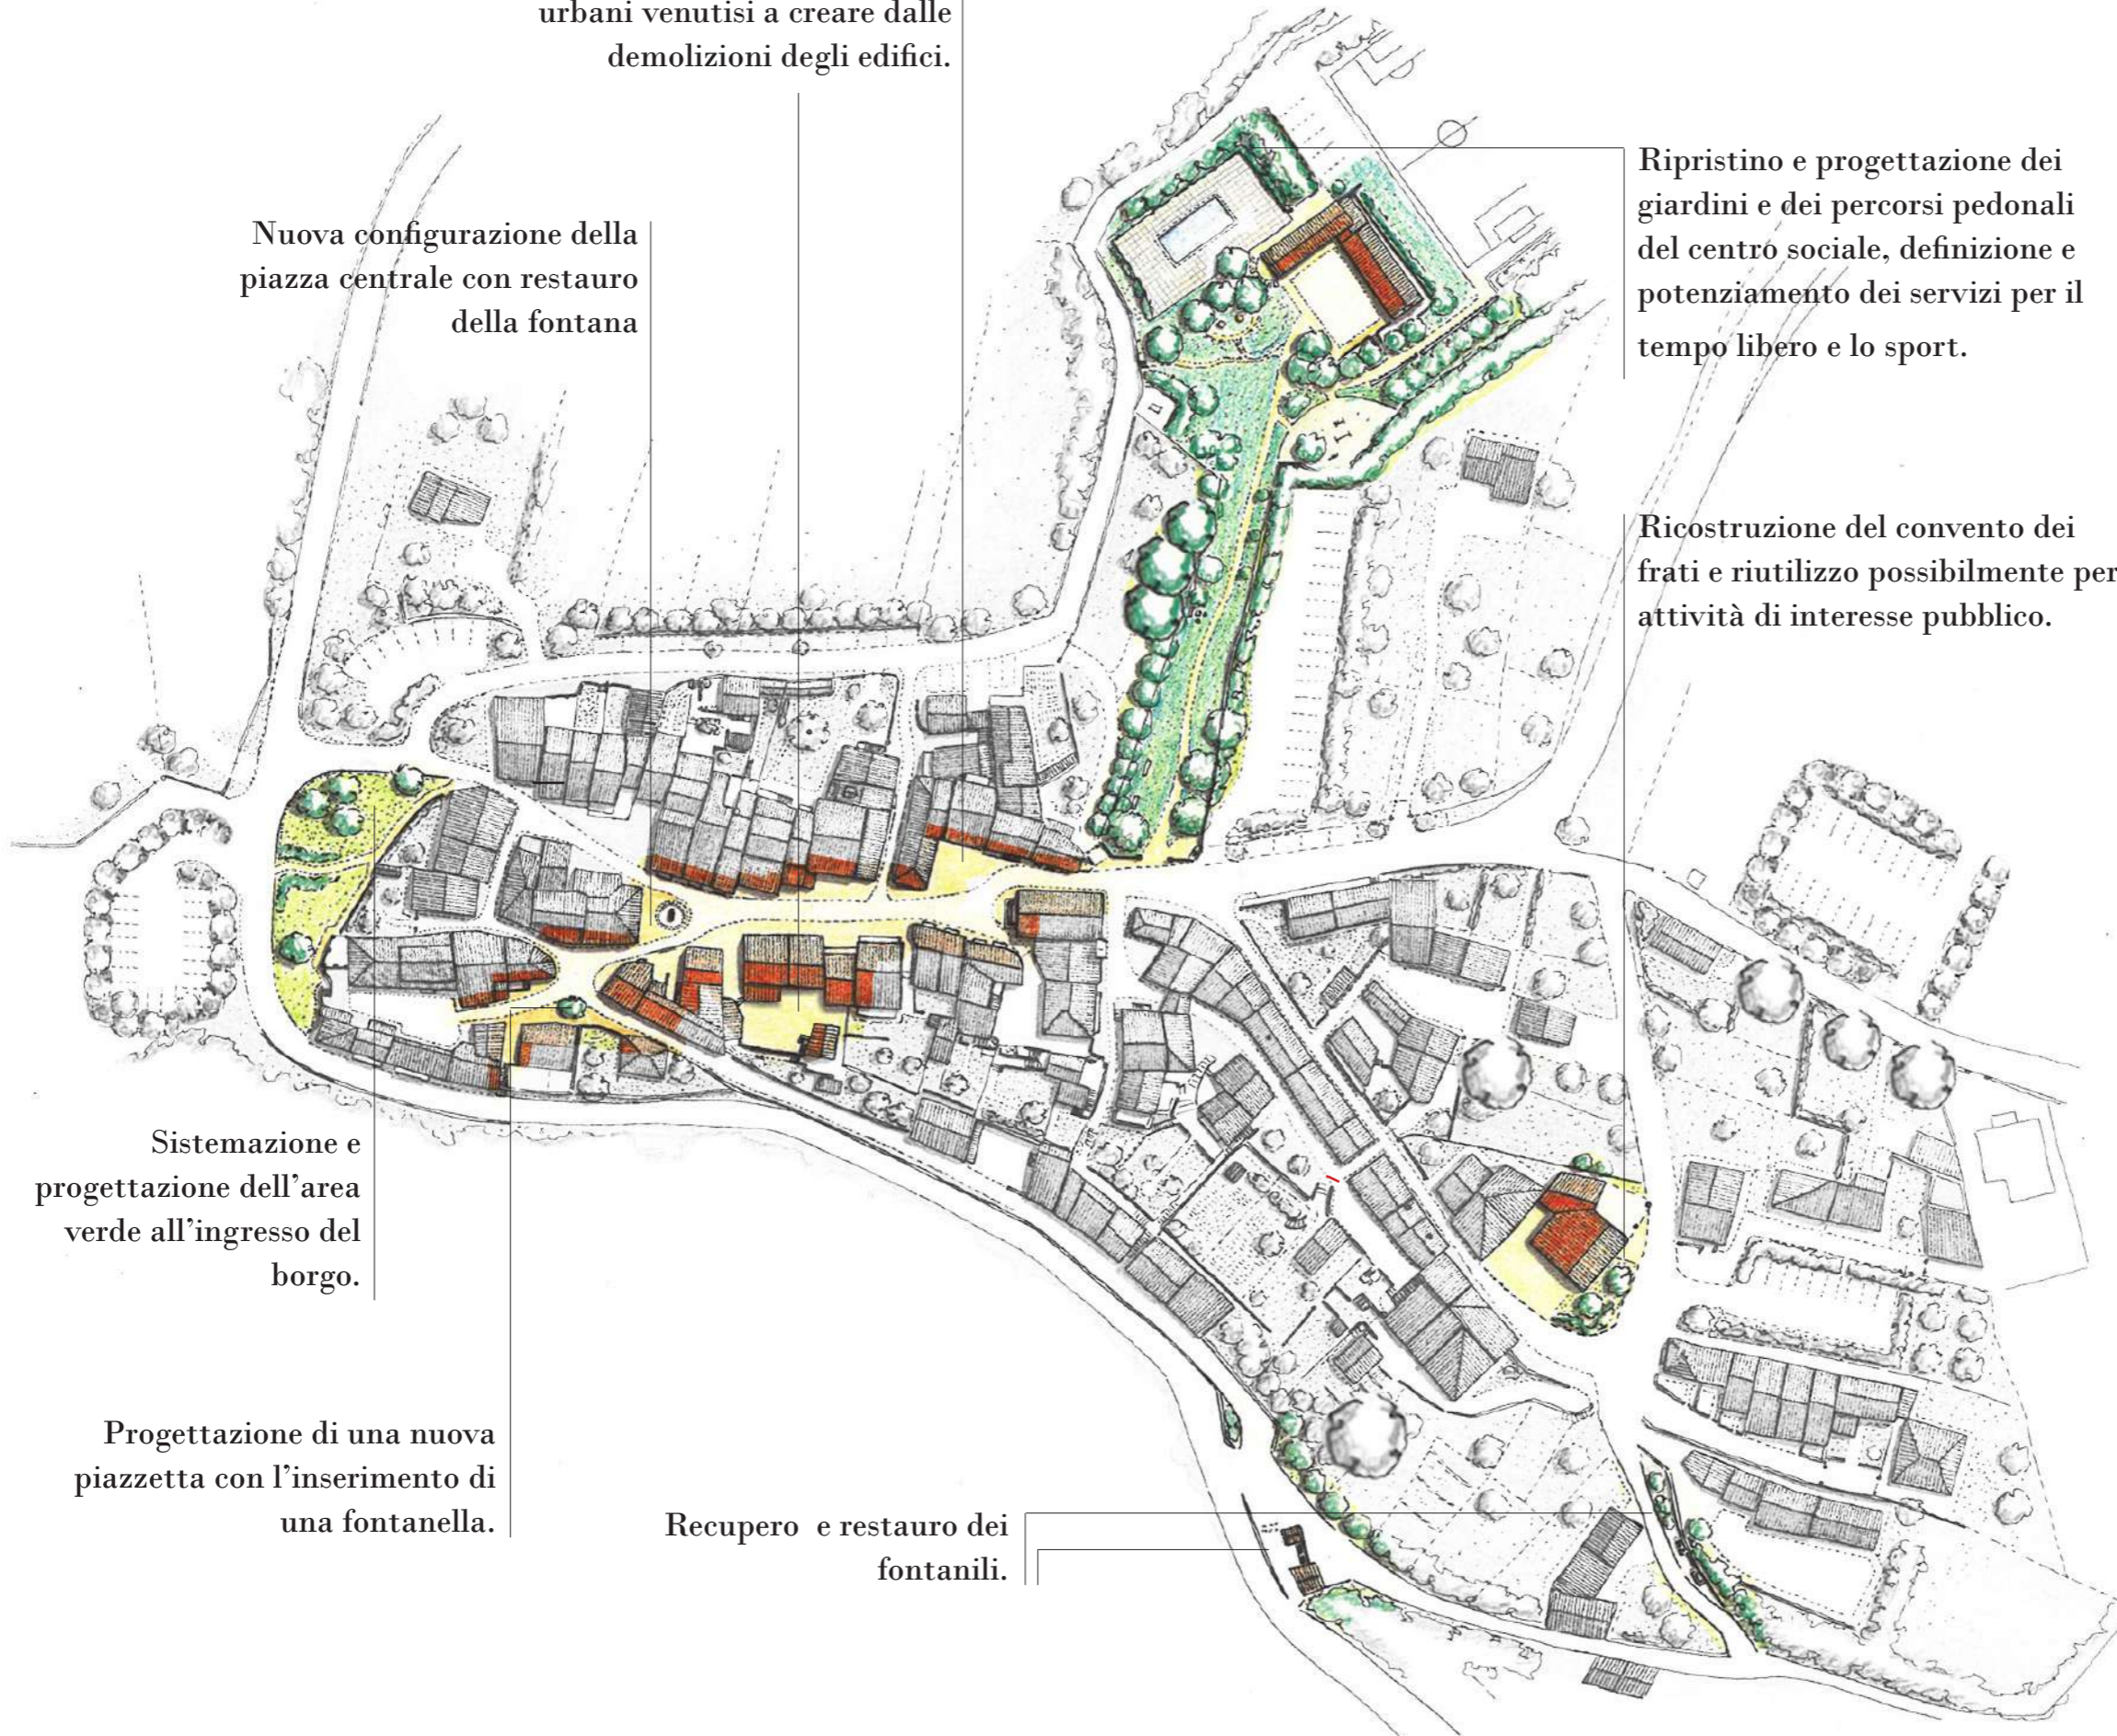 urbani venutisi a creare dalle
demolizioni degli edifici.
Nuova configurazione della
piazza centrale con restauro
della fontana
Ripristino e progettazione dei
giardini e dei percorsi pedonali
del centro sociale, definizione e
potenziamento dei servizi per il
tempo libero e lo sport.
Ricostruzione del convento dei
frati e riutilizzo possibilmente per
attività di interesse pubblico.
Sistemazione e
progettazione dell'area
verde all'ingresso del
borgo.
Progettazione di una nuova
piazzetta con l'inserimento di
una fontanella.
Recupero e restauro dei
fontanili.